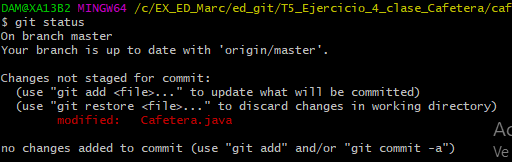 DAM@XA13B2 MINGW64 /c/EX_ED_Marc/ed_git/T5_Ejercicio_4_clase_Cafetera/caf
$ git status
On branch master
Your branch is up to date with 'origin/master'.
Changes not staged for commit:
(use "git add <file>..." to update what will be committed)
(use "git restore <file>..." to discard changes in working directory)
modified: Cafetera.java
no changes added to commit (use "git add" and/or "git commit -a")
Ac
Ve